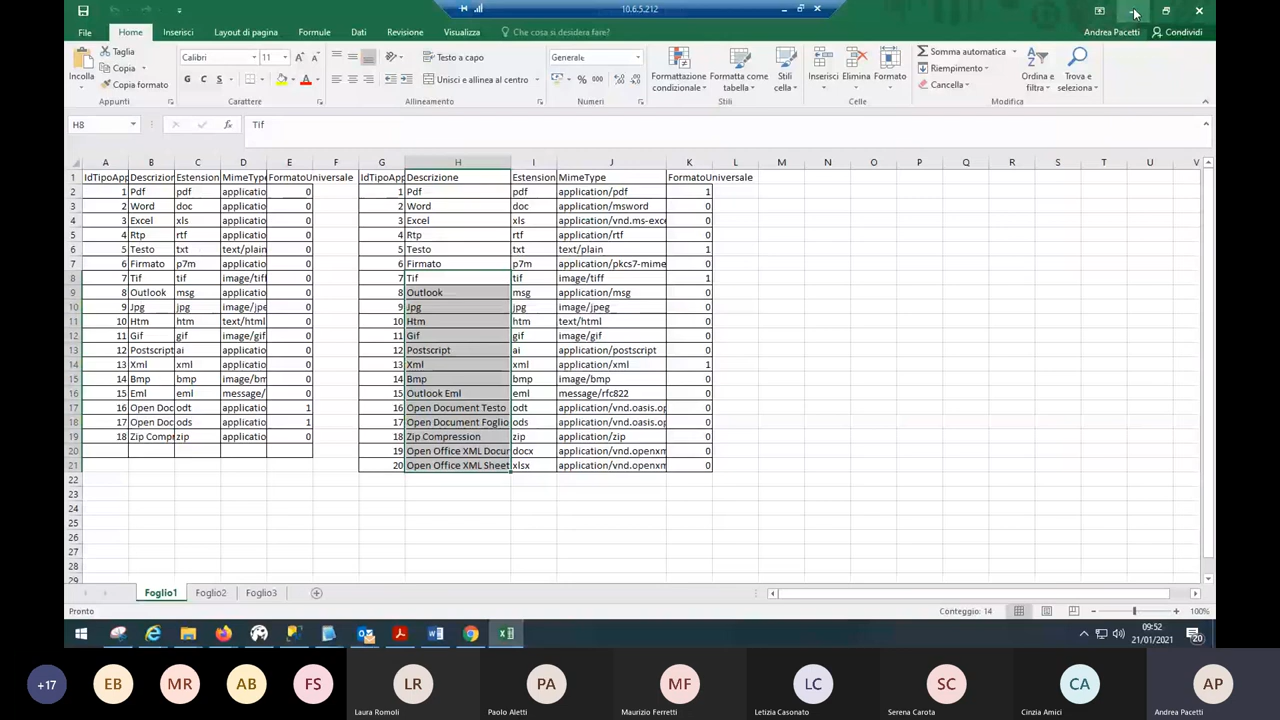 10.6.5.212
File Home Inserisci Layout di pagina Formule Dati Revisione Visualizza Che cosa si desidera fare? Andrea Pacetti Condividi
Incolla Taglia Copia Copia formato Appunti
Calibri 11 G C S Carattere
Testo a capo Unisci e allinea al centro Allineamento
Generale % 000 Numeri
Formattazione condizionale Formatta come tabella Stili cella Stili
Inserisci Elimina Formato Celle
Somma automatica Riempimento Cancella Ordina e filtra Trova e seleziona Modifica
H8 fx Tif
A B C D E F G H I J K L M N O P Q R S T U V
1 IdTipoApp Descrizion Estension MimeType FormatoUniversale IdTipoApp Descrizione Estension MimeType FormatoUniversale
2 1 Pdf pdf applicatio 0 1 Pdf pdf application/pdf 1
3 2 Word doc applicatio 0 2 Word doc application/msword 0
4 3 Excel xls applicatio 0 3 Excel xls application/vnd.ms-exce 0
5 4 Rtp rtf applicatio 0 4 Rtp rtf application/rtf 0
6 5 Testo txt text/plain 0 5 Testo txt text/plain 1
7 6 Firmato p7m applicatio 0 6 Firmato p7m application/pkcs7-mime 0
8 7 Tif tif image/tiff 0 7 Tif tif image/tiff 1
9 8 Outlook msg applicatio 0 8 Outlook msg application/msg 0
10 9 Jpg jpg image/jpe 0 9 Jpg jpg image/jpeg 0
11 10 Htm htm text/html 0 10 Htm htm text/html 0
12 11 Gif gif image/gif 0 11 Gif gif image/gif 0
13 12 Postscript ai applicatio 0 12 Postscript ai application/postscript 0
14 13 Xml xml applicatio 0 13 Xml xml application/xml 1
15 14 Bmp bmp image/bm 0 14 Bmp bmp image/bmp 0
16 15 Eml eml message/ 0 15 Outlook Eml eml message/rfc822 0
17 16 Open Doc odt applicatio 1 16 Open Document Testo odt application/vnd.oasis.op 0
18 17 Open Doc ods applicatio 1 17 Open Document Foglio ods application/vnd.oasis.op 0
19 18 Zip Compr zip applicatio 0 18 Zip Compression zip application/zip 0
20 19 Open Office XML Docur docx application/vnd.openxm 0
21 20 Open Office XML Sheet xlsx application/vnd.openxm 0
22
23
24
25
26
27
28
29
Foglio1 Foglio2 Foglio3
Pronto Conteggio: 14 100%
09:52
21/01/2021 20
+17 EB MR AB FS LR PA MF LC SC CA AP
Laura Romoli Paolo Aletti Maurizio Ferretti Letizia Casonato Serena Carota Cinzia Amici Andrea Pacetti